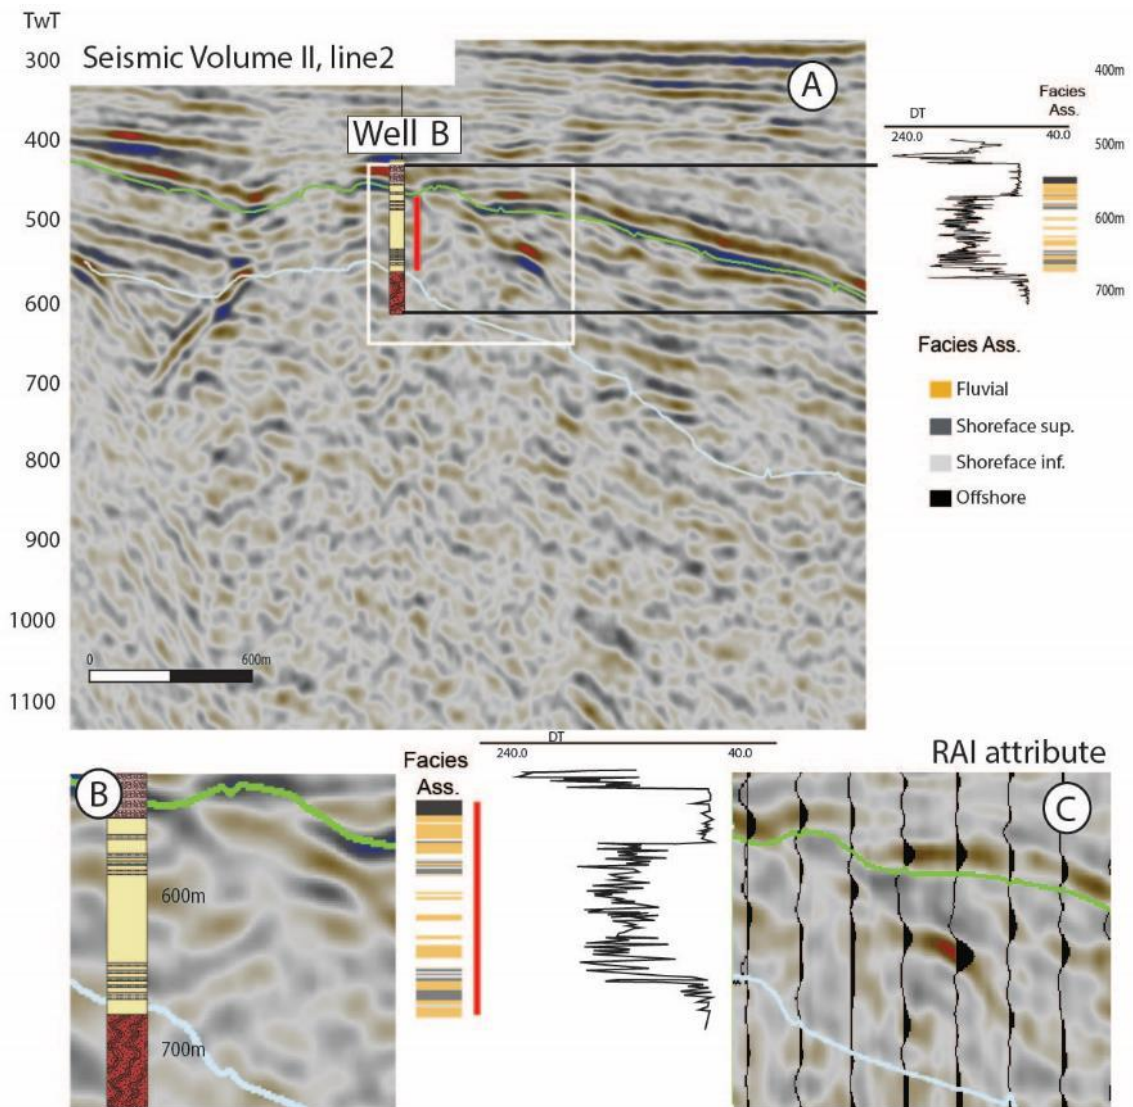 TwT
300
400
500
600
700
800
900
1000
1100
Seismic Volume II, line2
A
Well B
0
600m
DT
240.0
40.0
Facies
Ass.
400m
500m
600m
700m
Facies Ass.
Fluvial
Shoreface sup.
Shoreface inf.
Offshore
B
600m
700m
Facies
Ass.
DT
240.0
40.0
RAI attribute
C